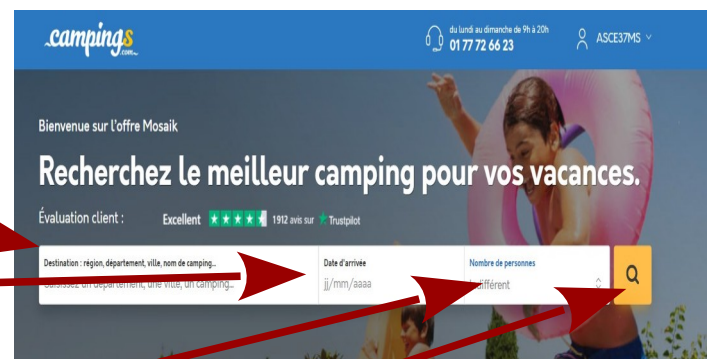 campings
.com
du lundi au dimanche de 9h à 20h
01 77 72 66 23
ASCE37MS
Bienvenue sur l'offre Mosaik
Recherchez le meilleur camping pour vos vacances.
Évaluation client : Excellent 1912 avis sur Trustpilot
Destination : région, département, ville, nom de camping... Date d'arrivée Nombre de personnes
Saisissez un département, une ville, un camping... jj/mm/aaaa Indifférent